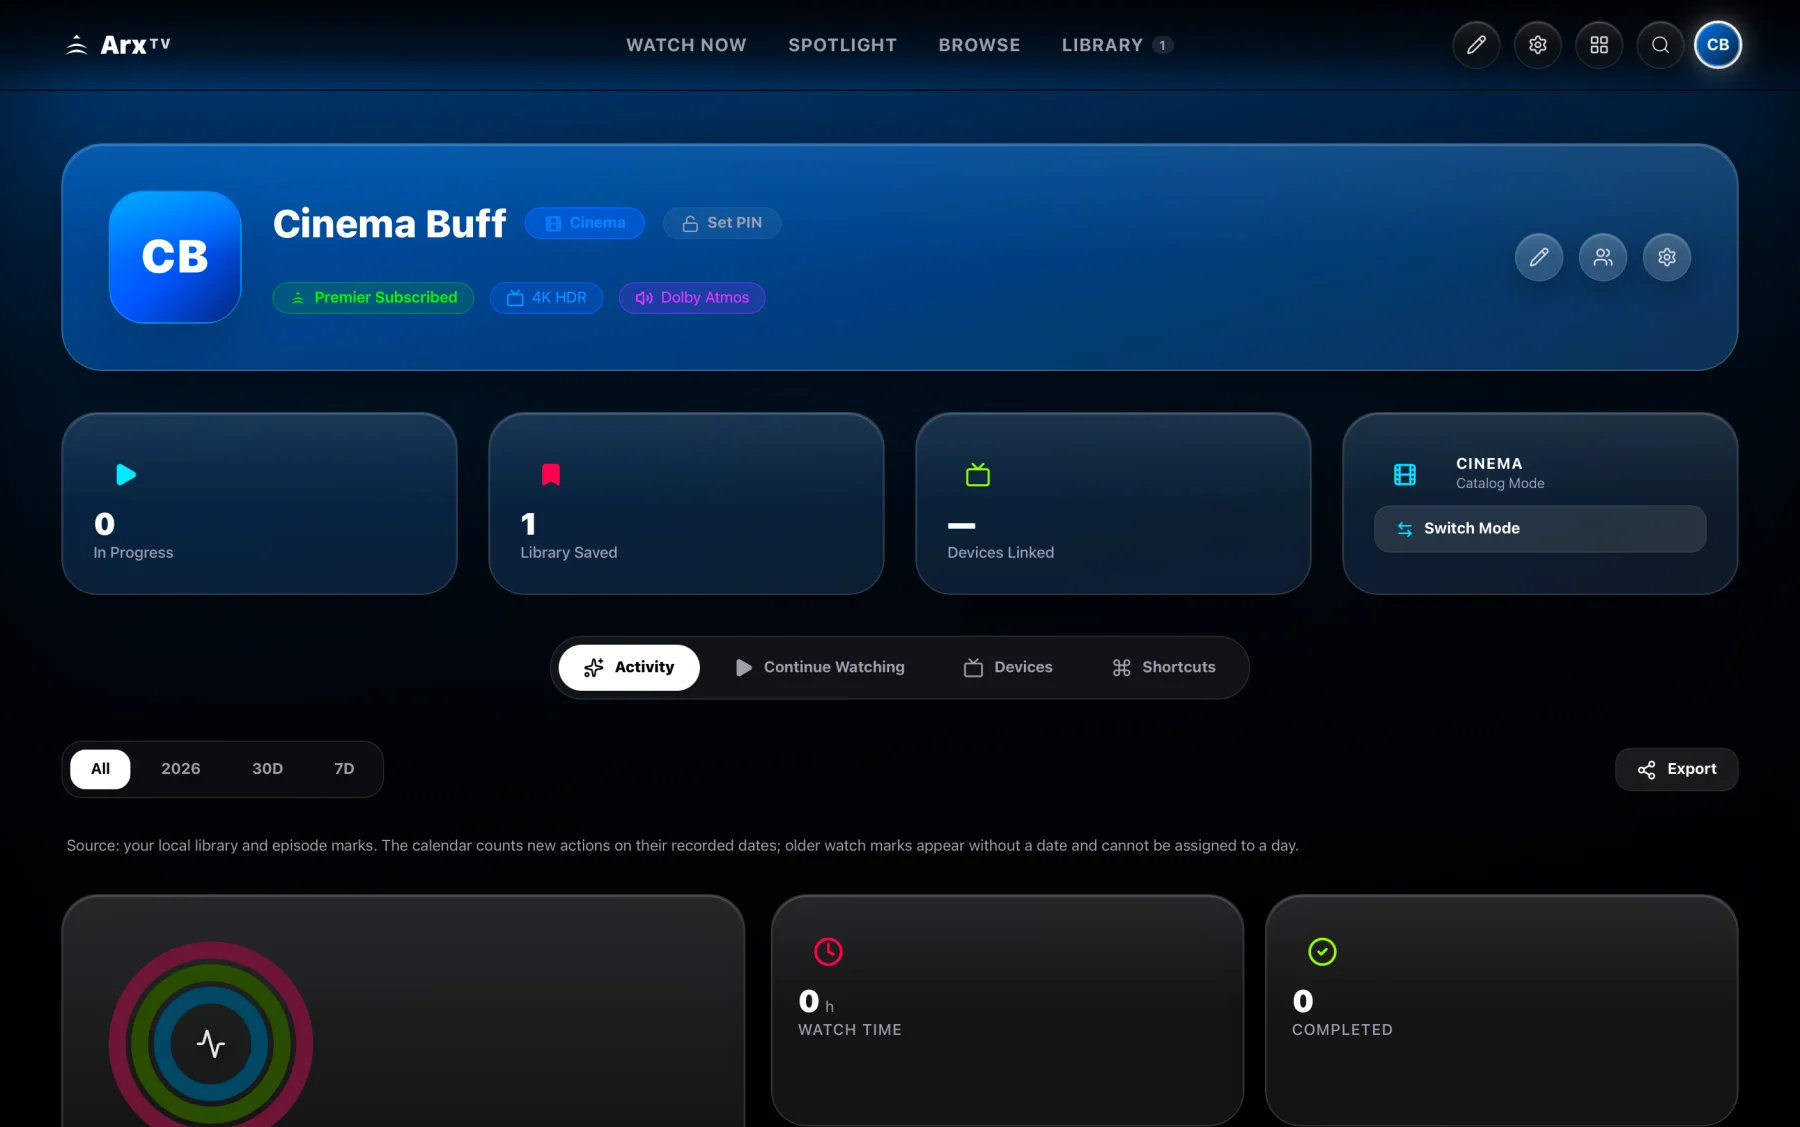 ArxTV
WATCH NOW SPOTLIGHT BROWSE LIBRARY 1
CB
CB
Cinema Buff
Cinema
Set PIN
Premier Subscribed
4K HDR
Dolby Atmos
0
In Progress
1
Library Saved
—
Devices Linked
CINEMA
Catalog Mode
Switch Mode
Activity Continue Watching Devices Shortcuts
All 2026 30D 7D
Export
Source: your local library and episode marks. The calendar counts new actions on their recorded dates; older watch marks appear without a date and cannot be assigned to a day.
0 h
WATCH TIME
0
COMPLETED